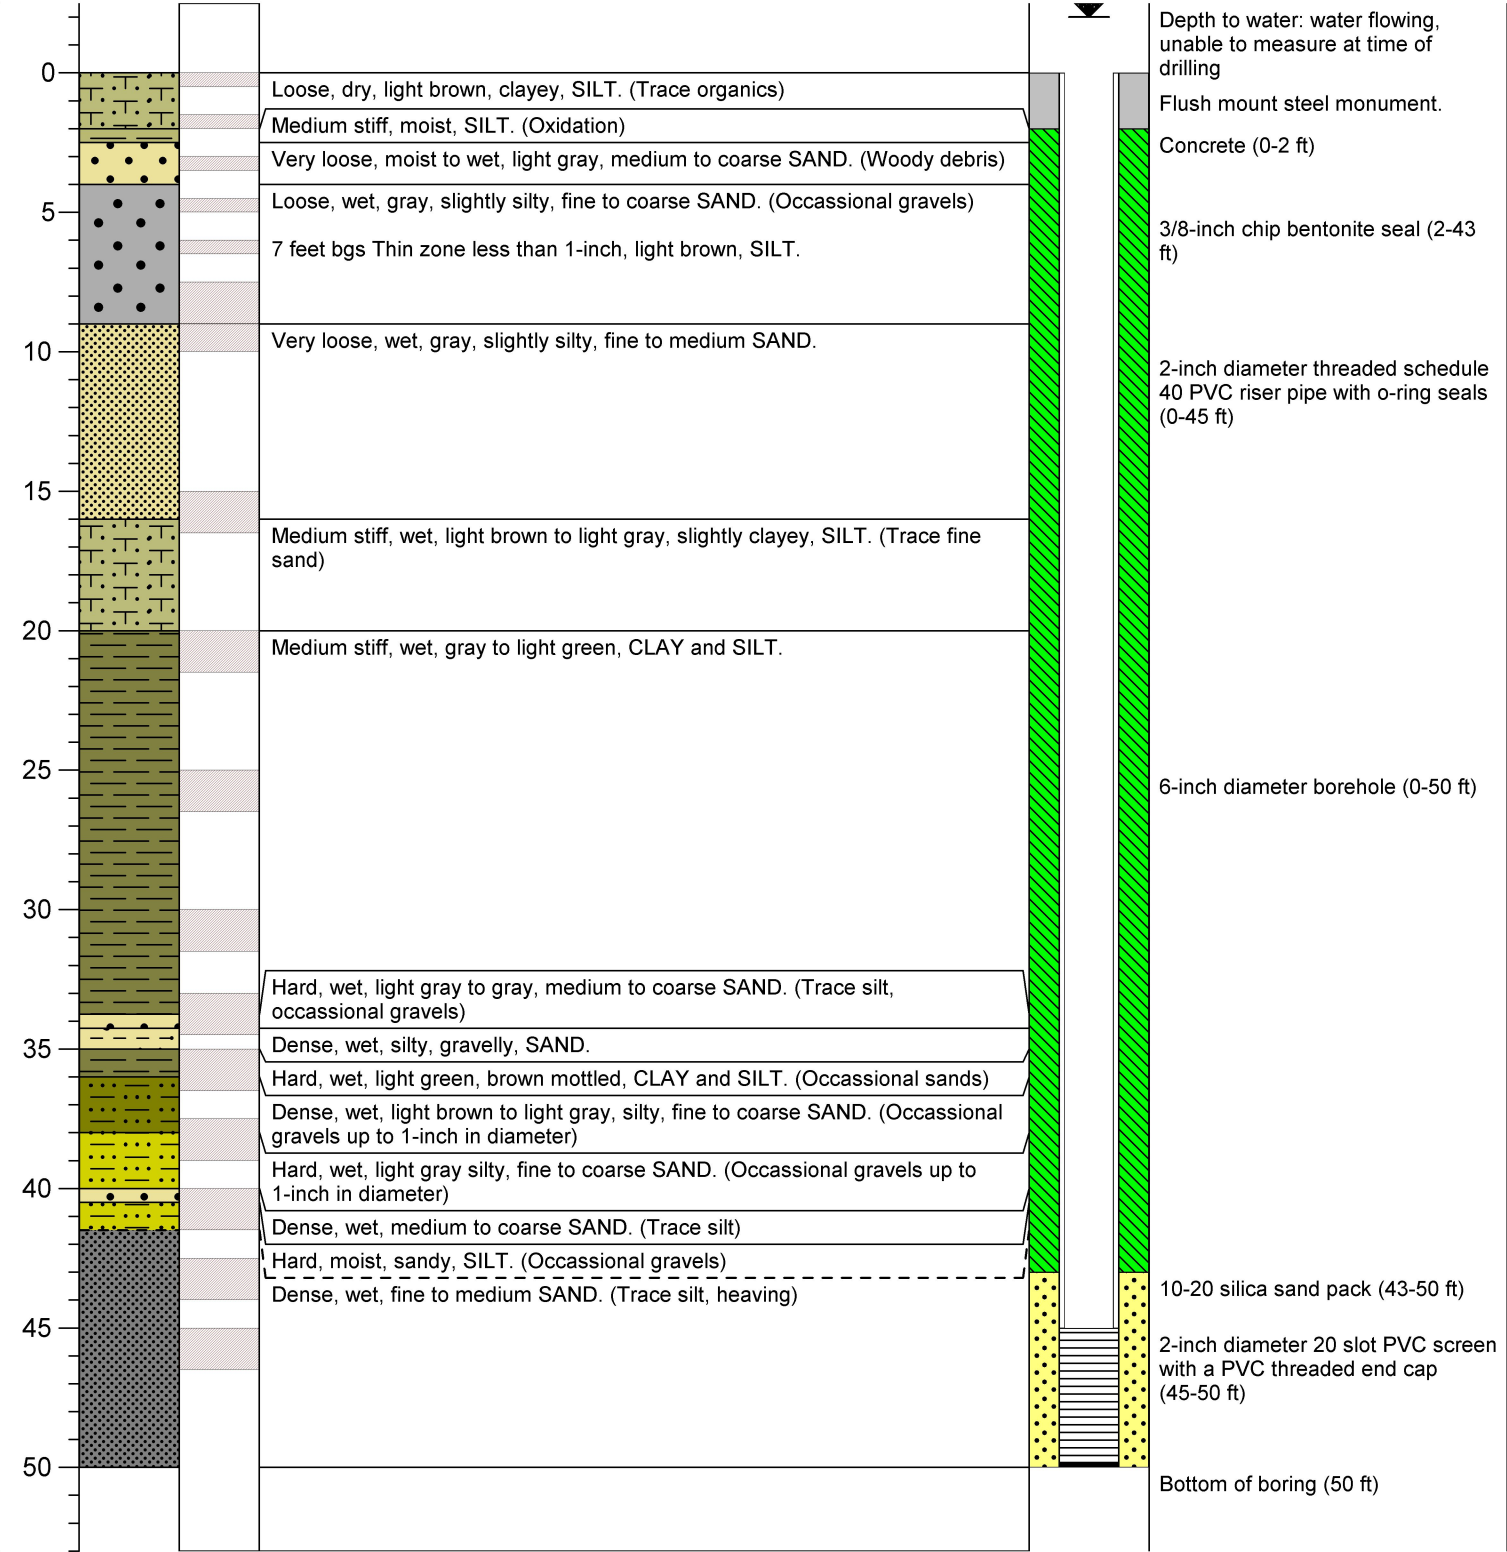 Depth to water: water flowing,
unable to measure at time of
drilling
0
Loose, dry, light brown, clayey, SILT. (Trace organics)
Flush mount steel monument.
Medium stiff, moist, SILT. (Oxidation)
Concrete (0-2 ft)
Very loose, moist to wet, light gray, medium to coarse SAND. (Woody debris)
5
Loose, wet, gray, slightly silty, fine to coarse SAND. (Occassional gravels)
3/8-inch chip bentonite seal (2-43
ft)
7 feet bgs Thin zone less than 1-inch, light brown, SILT.
10
Very loose, wet, gray, slightly silty, fine to medium SAND.
2-inch diameter threaded schedule
40 PVC riser pipe with o-ring seals
(0-45 ft)
15
Medium stiff, wet, light brown to light gray, slightly clayey, SILT. (Trace fine
sand)
20
Medium stiff, wet, gray to light green, CLAY and SILT.
25
6-inch diameter borehole (0-50 ft)
30
Hard, wet, light gray to gray, medium to coarse SAND. (Trace silt,
occassional gravels)
35
Dense, wet, silty, gravelly, SAND.
Hard, wet, light green, brown mottled, CLAY and SILT. (Occassional sands)
Dense, wet, light brown to light gray, silty, fine to coarse SAND. (Occassional
gravels up to 1-inch in diameter)
Hard, wet, light gray silty, fine to coarse SAND. (Occassional gravels up to
1-inch in diameter)
40
Dense, wet, medium to coarse SAND. (Trace silt)
Hard, moist, sandy, SILT. (Occassional gravels)
Dense, wet, fine to medium SAND. (Trace silt, heaving)
10-20 silica sand pack (43-50 ft)
45
2-inch diameter 20 slot PVC screen
with a PVC threaded end cap
(45-50 ft)
50
Bottom of boring (50 ft)